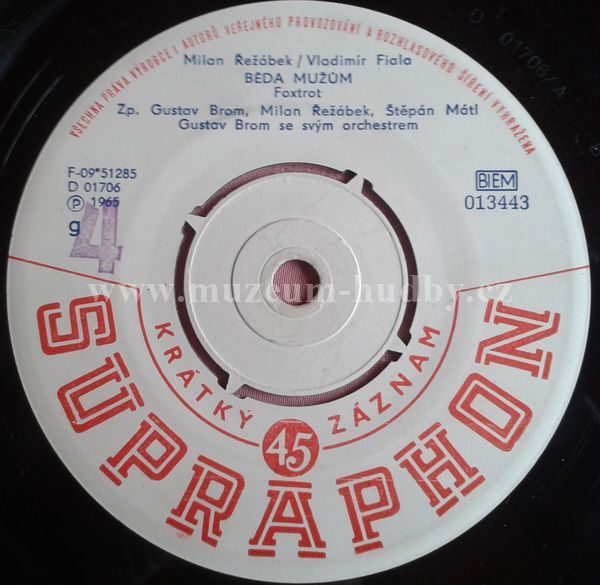 VŠECHNA PRÁVA VÝROBCE I AUTORŮ VEŘEJNÉHO PROVOZOVÁNÍ A ROZHLASOVÉHO ŠÍŘENÍ VYHRAZENA
D 01706/A
Milan Řežábek/Vladimír Fiala
BĚDA MUŽŮM
Foxtrot
Zp. Gustav Brom, Milan Řežábek, Štěpán Mátl
Gustav Brom se svým orchestrem
F-09*51285
D 01706
Ⓟ 1965
g
4
BIEM
013443
www.muzeum-hudby.cz
KRÁTKÝ 45 ZÁZNAM
SUPRAPHON